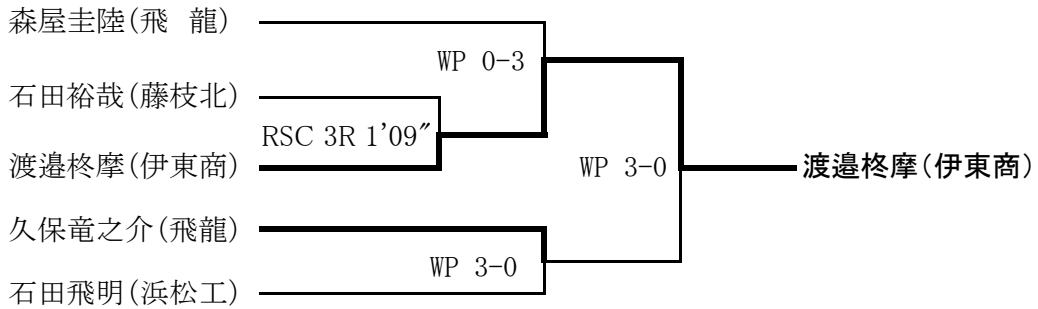 森屋圭陸(飛 龍)
WP 0-3
石田裕哉(藤枝北)
RSC 3R 1’09”
渡邉柊摩(伊東商)
WP 3-0
渡邉柊摩(伊東商)
久保竜之介(飛龍)
WP 3-0
石田飛明(浜松工)